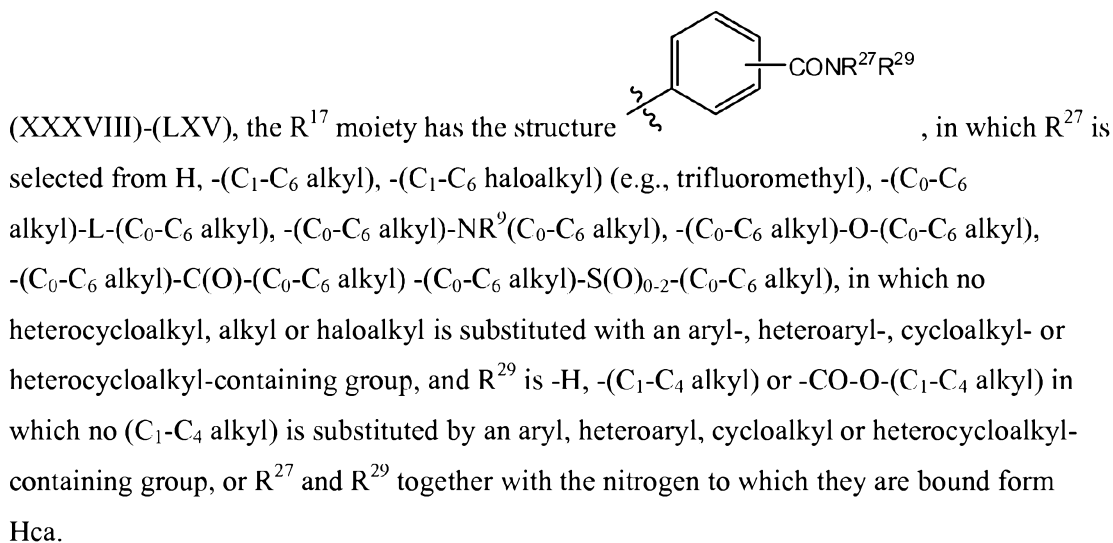 CONR²⁷R²⁹
(XXXVIII)-(LXV), the R¹⁷ moiety has the structure , in which R²⁷ is
selected from H, -(C₁-C₆ alkyl), -(C₁-C₆ haloalkyl) (e.g., trifluoromethyl), -(C₀-C₆
alkyl)-L-(C₀-C₆ alkyl), -(C₀-C₆ alkyl)-NR⁹(C₀-C₆ alkyl), -(C₀-C₆ alkyl)-O-(C₀-C₆ alkyl),
-(C₀-C₆ alkyl)-C(O)-(C₀-C₆ alkyl) -(C₀-C₆ alkyl)-S(O)₀₋₂-(C₀-C₆ alkyl), in which no
heterocycloalkyl, alkyl or haloalkyl is substituted with an aryl-, heteroaryl-, cycloalkyl- or
heterocycloalkyl-containing group, and R²⁹ is -H, -(C₁-C₄ alkyl) or -CO-O-(C₁-C₄ alkyl) in
which no (C₁-C₄ alkyl) is substituted by an aryl, heteroaryl, cycloalkyl or heterocycloalkyl-
containing group, or R²⁷ and R²⁹ together with the nitrogen to which they are bound form
Hca.